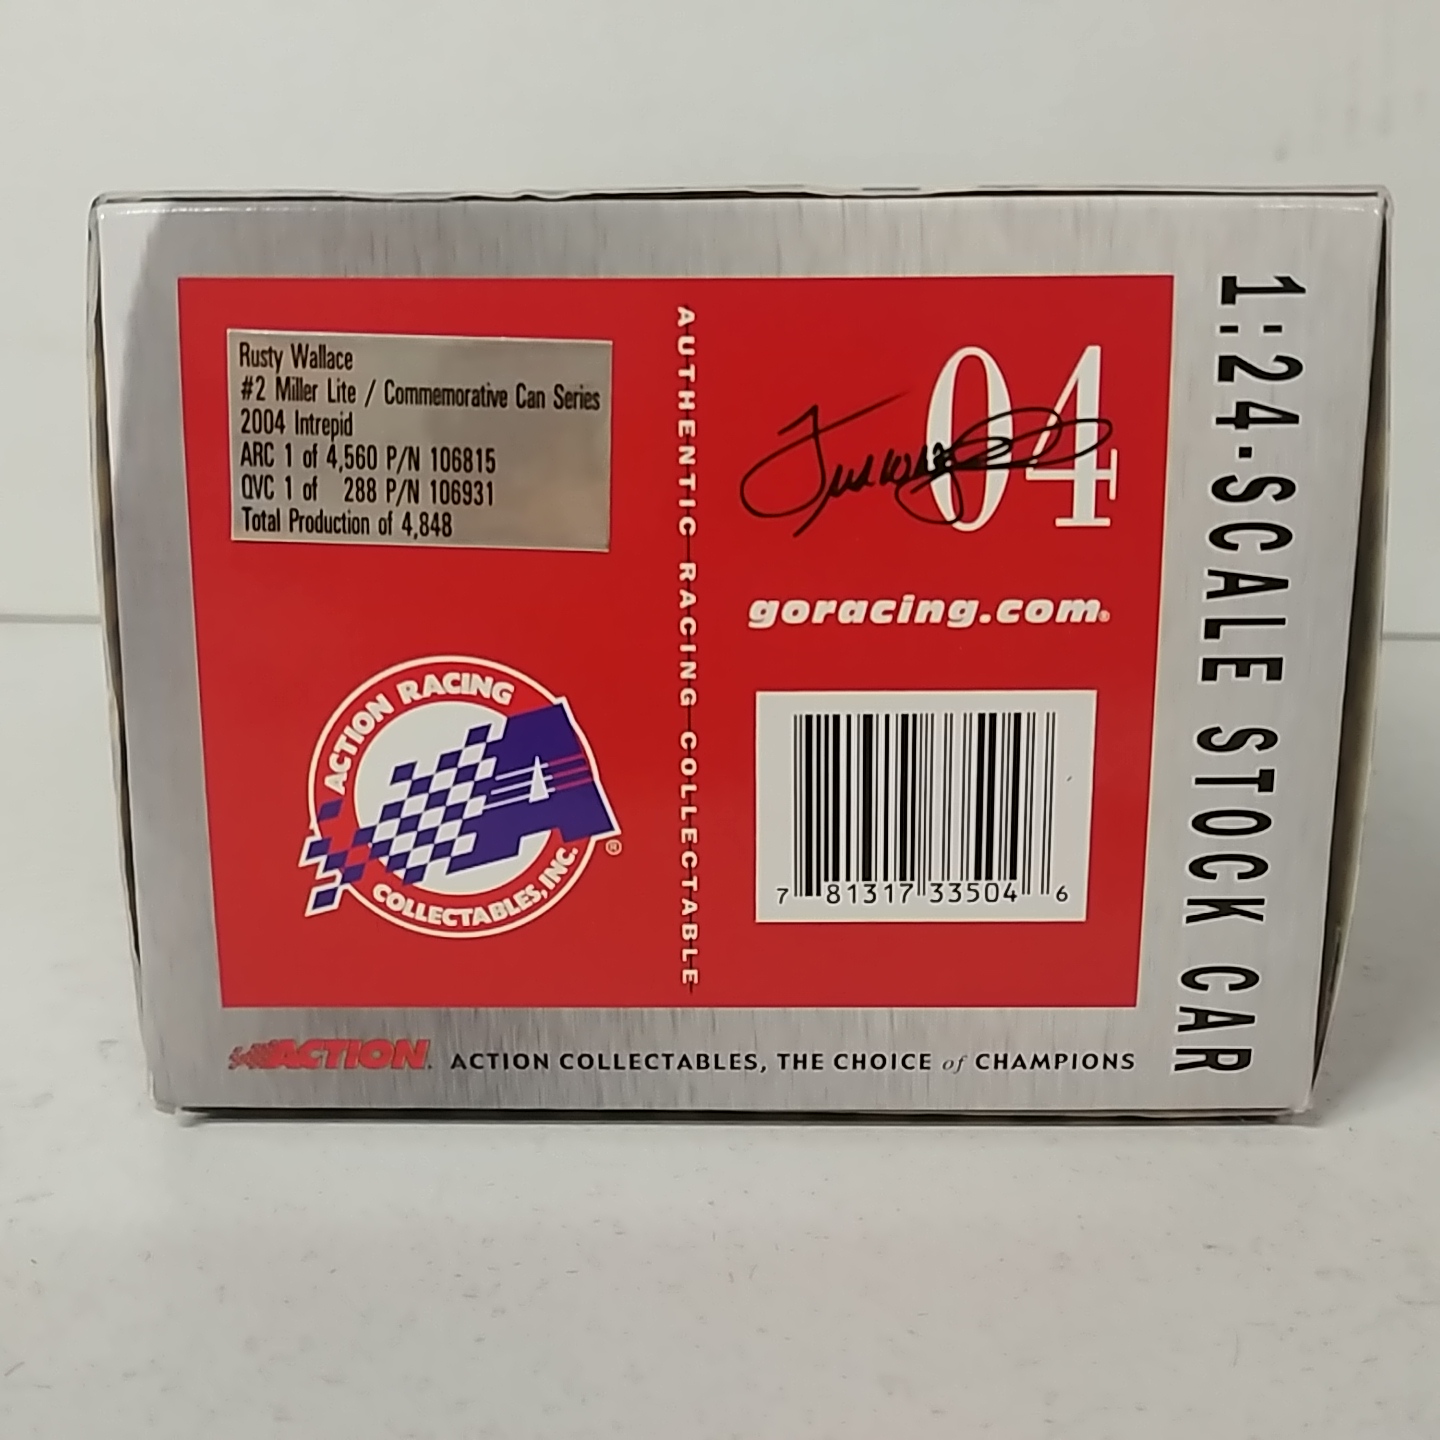 Rusty Wallace
#2 Miller Lite / Commemorative Can Series
2004 Intrepid
ARC 1 of 4,560 P/N 106815
QVC 1 of 288 P/N 106931
Total Production of 4,848
ACTION RACING
COLLECTABLES, INC.
®
AUTHENTIC RACING COLLECTABLE
04
goracing.com®
7 81317 33504 6
1:24-SCALE STOCK CAR
ACTION®
ACTION COLLECTABLES, THE CHOICE of CHAMPIONS